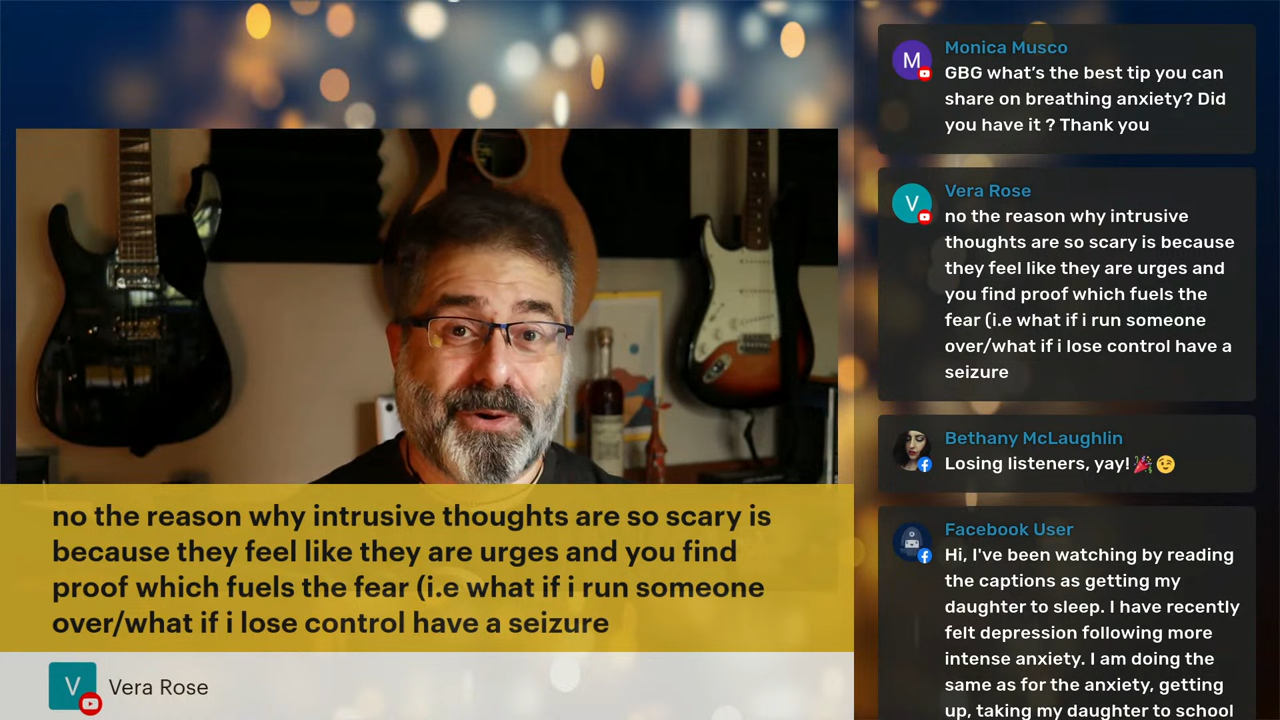 no the reason why intrusive thoughts are so scary is
because they feel like they are urges and you find
proof which fuels the fear (i.e what if i run someone
over/what if i lose control have a seizure
V
Vera Rose
M
Monica Musco
GBG what's the best tip you can
share on breathing anxiety? Did
you have it ? Thank you
V
Vera Rose
no the reason why intrusive
thoughts are so scary is because
they feel like they are urges and
you find proof which fuels the
fear (i.e what if i run someone
over/what if i lose control have a
seizure
Bethany McLaughlin
Losing listeners, yay! 🎉😉
Facebook User
Hi, I've been watching by reading
the captions as getting my
daughter to sleep. I have recently
felt depression following more
intense anxiety. I am doing the
same as for the anxiety, getting
up, taking my daughter to school